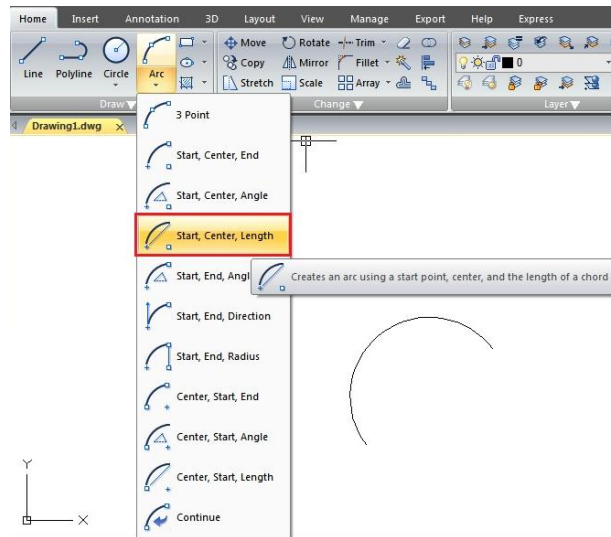 Home Insert Annotation 3D Layout View Manage Export Help Express
Line Polyline Circle Arc
Move Rotate Trim
Copy Mirror Fillet
Stretch Scale Array
0
Draw Change Layer
Drawing1.dwg
3 Point
Start, Center, End
Start, Center, Angle
Start, Center, Length
Start, End, Angl
Creates an arc using a start point, center, and the length of a chord
Start, End, Direction
Start, End, Radius
Center, Start, End
Center, Start, Angle
Center, Start, Length
Continue
Y
X